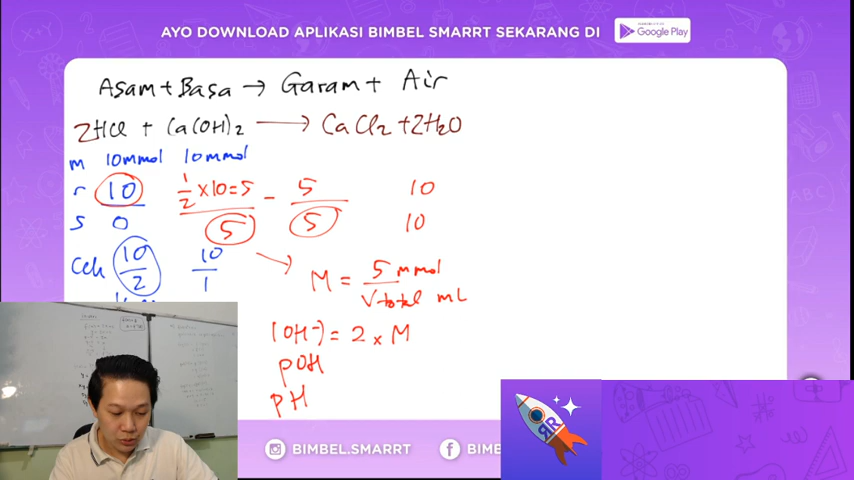 AYO DOWNLOAD APLIKASI BIMBEL SMARRT SEKARANG DI
Google Play
Asam + Basa → Garam + Air
2HCl + Ca(OH)2 → CaCl2 + 2H2O
m 10mmol 10mmol
r 10 1/2 × 10 = 5 - 5 10
s 0 5 5 10
Cek 10/2 10/1
M = 5 mmol / V total mL
[OH-] = 2 × M
pOH
pH
BIMBEL.SMARRT
BIMBE